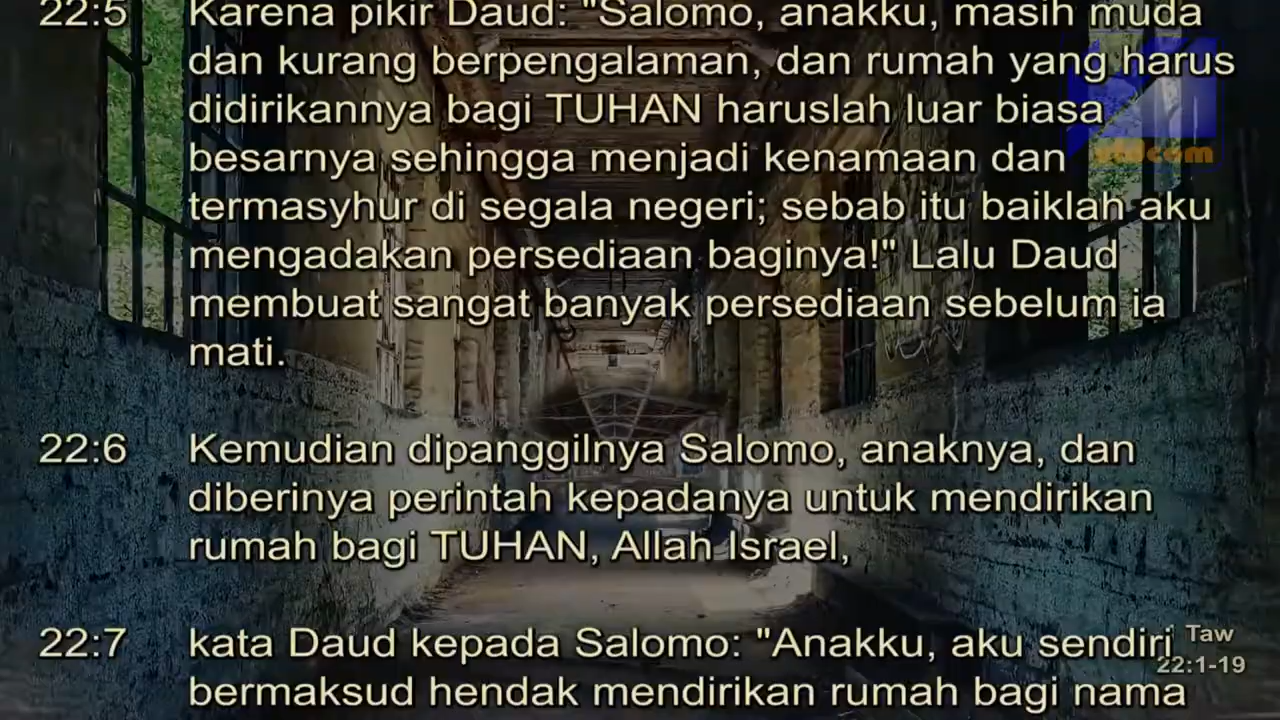 22:5 Karena pikir Daud: "Salomo, anakku, masih muda
dan kurang berpengalaman, dan rumah yang harus
didirikannya bagi TUHAN haruslah luar biasa
besarnya sehingga menjadi kenamaan dan
termasyhur di segala negeri; sebab itu baiklah aku
mengadakan persediaan baginya!" Lalu Daud
membuat sangat banyak persediaan sebelum ia
mati.
22:6 Kemudian dipanggilnya Salomo, anaknya, dan
diberinya perintah kepadanya untuk mendirikan
rumah bagi TUHAN, Allah Israel,
22:7 kata Daud kepada Salomo: "Anakku, aku sendiri
bermaksud hendak mendirikan rumah bagi nama
Taw
22:1-19